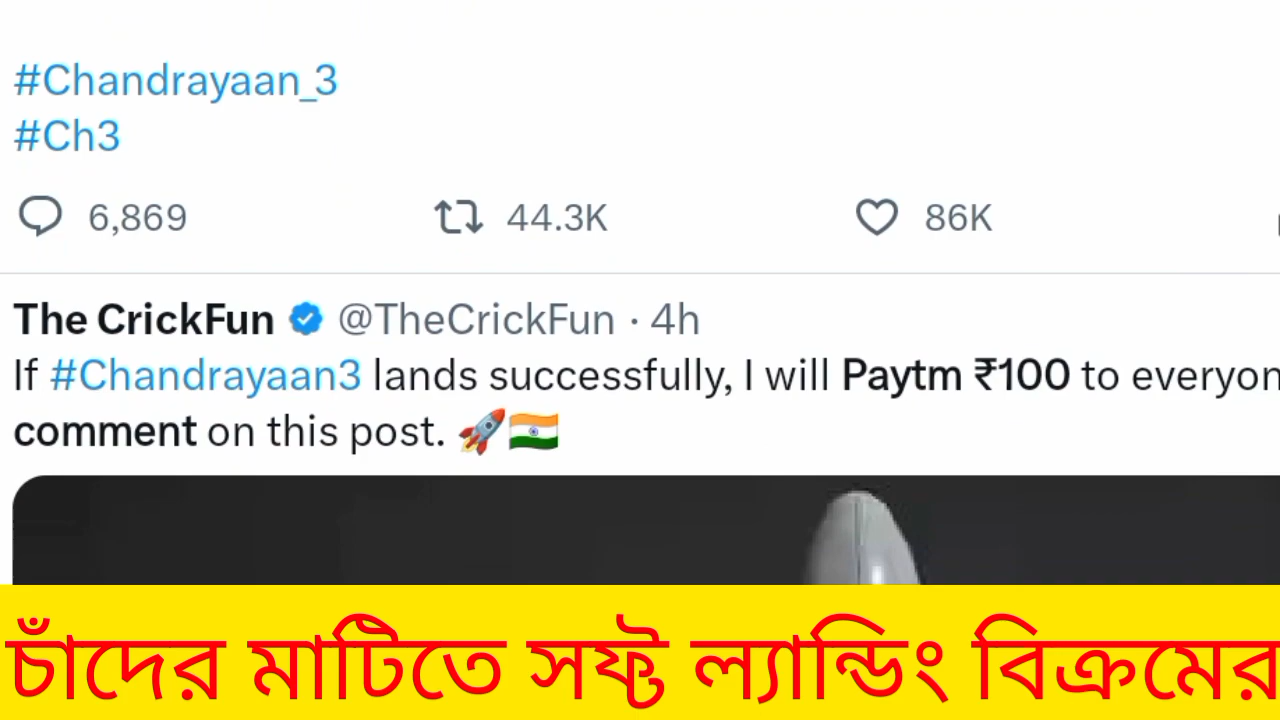 #Chandrayaan_3
#Ch3
6,869 44.3K 86K
The CrickFun @TheCrickFun · 4h
If #Chandrayaan3 lands successfully, I will Paytm ₹100 to everyon
comment on this post. 🚀🇮🇳
চাঁদের মাটিতে সফ্ট ল্যান্ডিং বিক্রমের